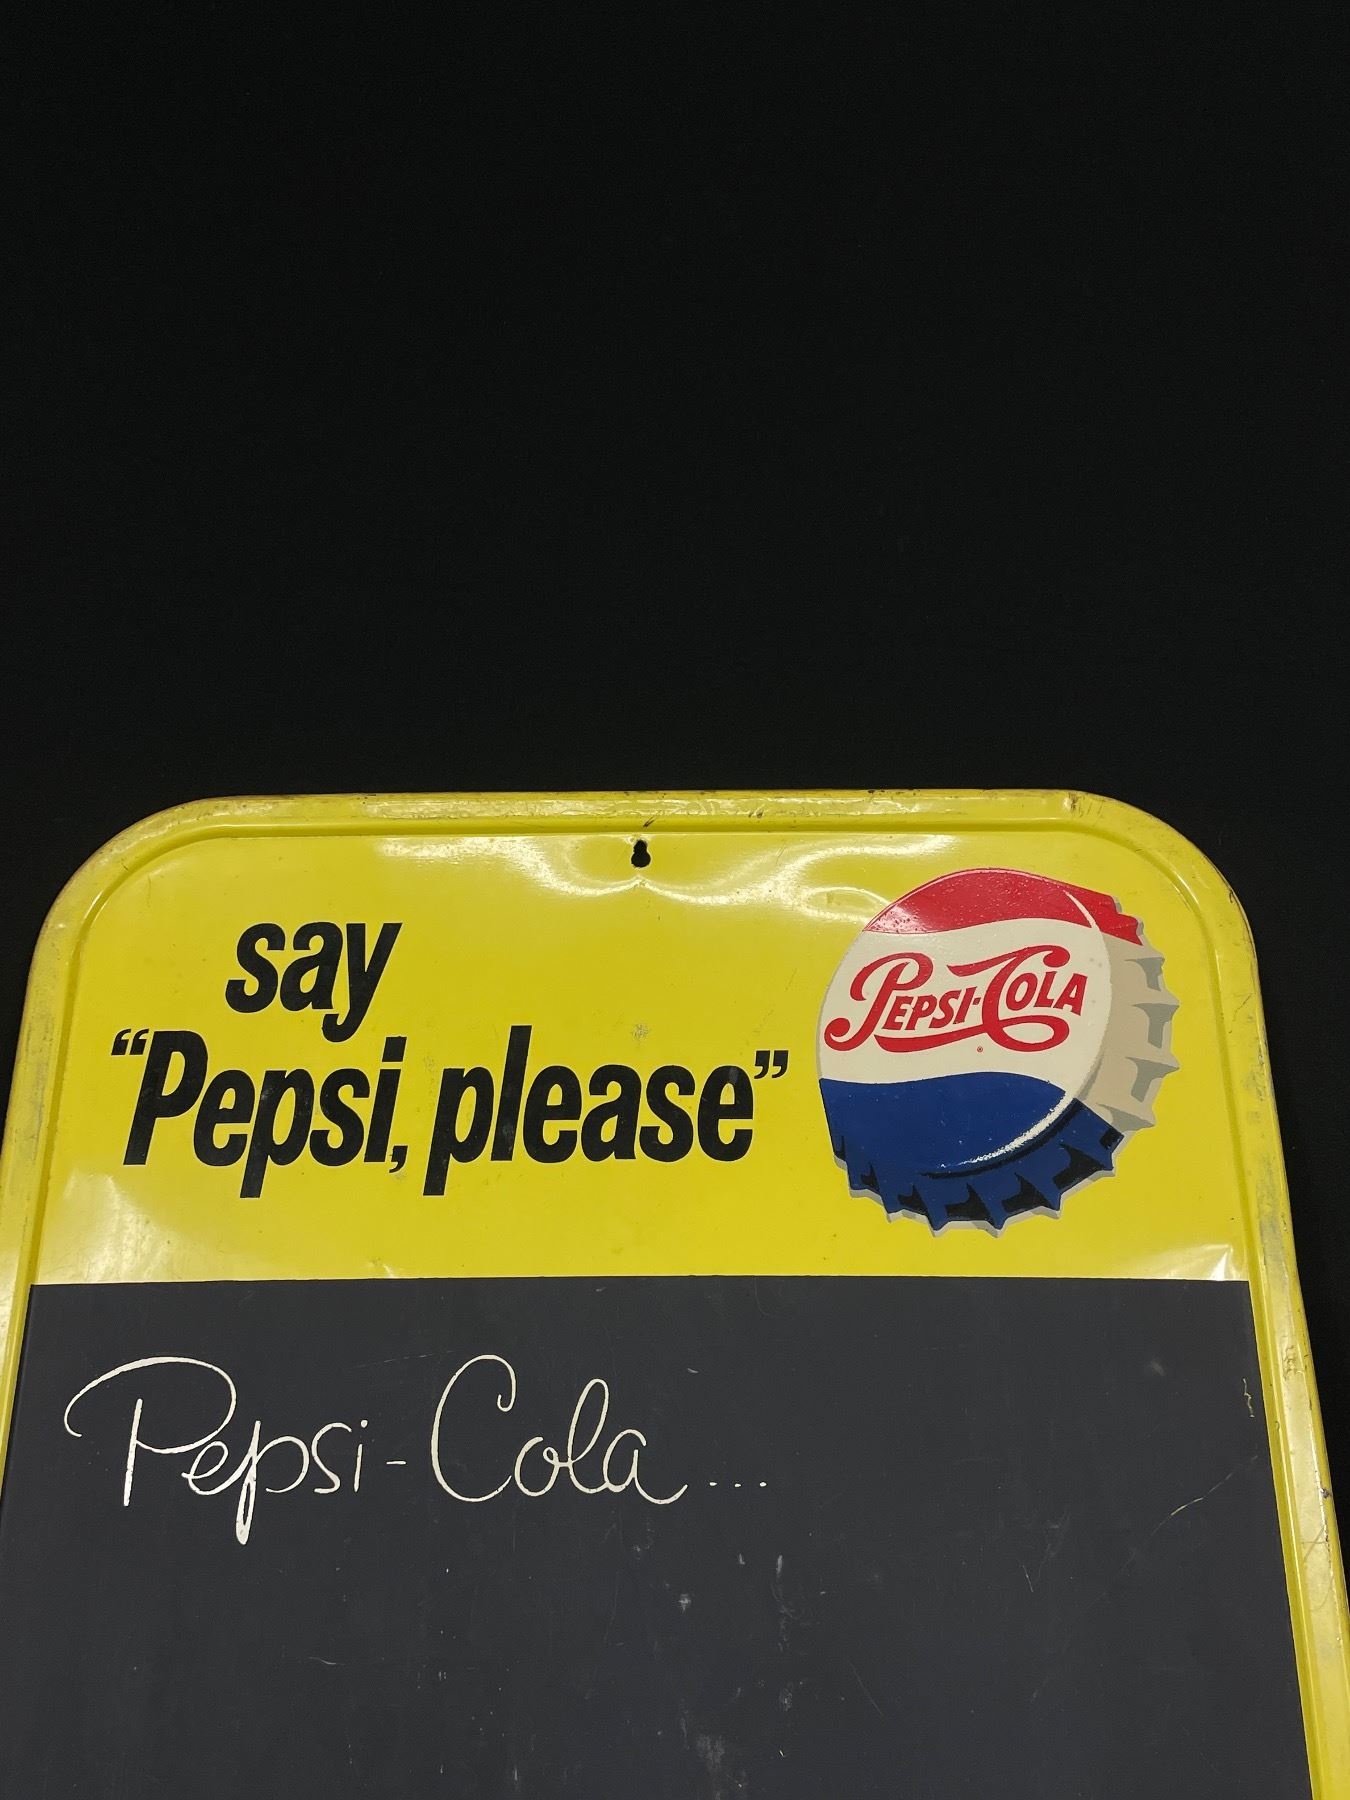 say
“Pepsi, please”
PEPSI-COLA
®
Pepsi-Cola...